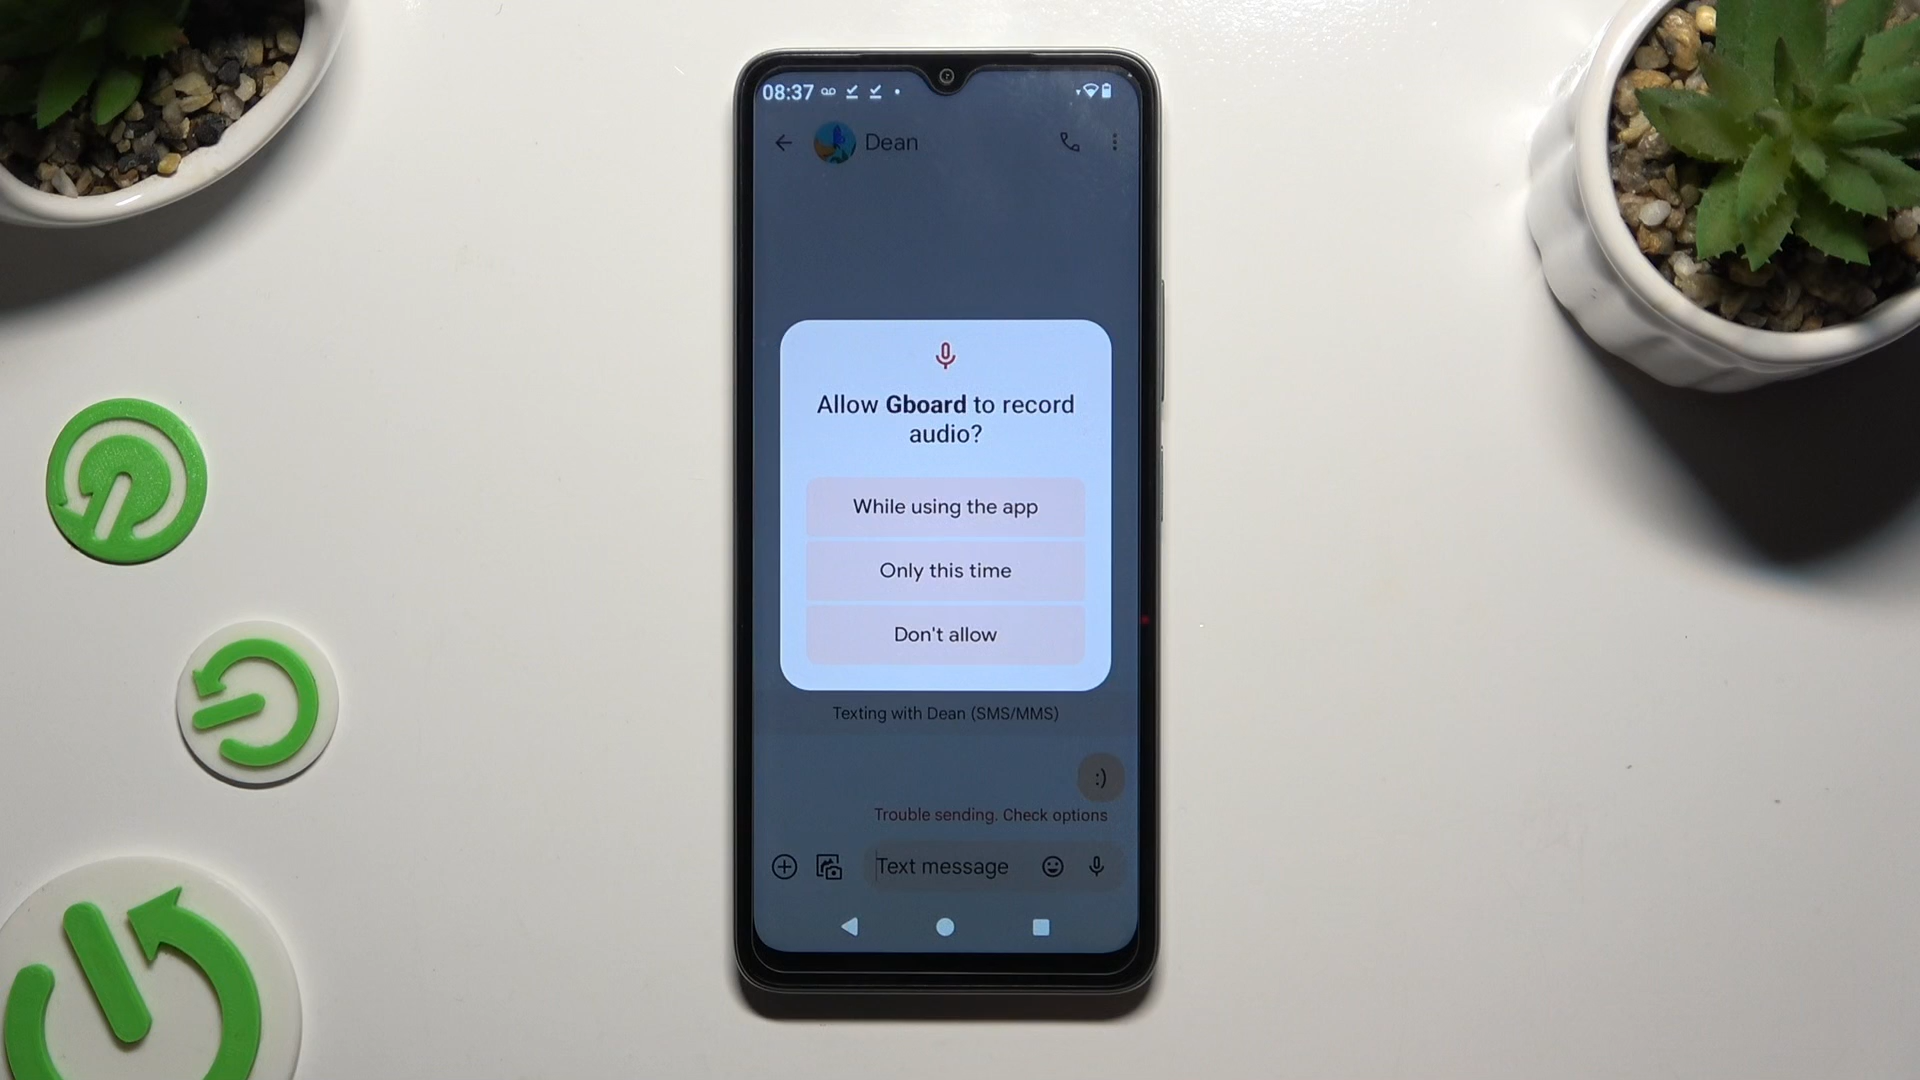 08:37
Dean
Allow Gboard to record
audio?
While using the app
Only this time
Don't allow
Texting with Dean (SMS/MMS)
:)
Trouble sending. Check options
Text message